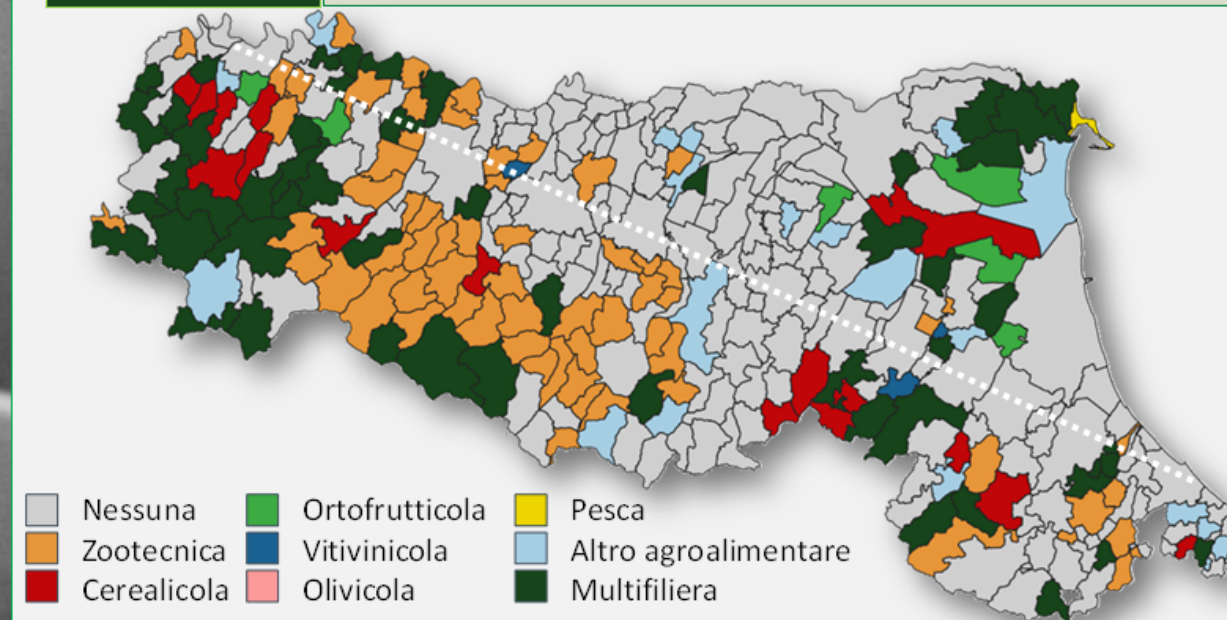 Nessuna
Ortofrutticola
Pesca
Zootecnica
Vitivinicola
Altro agroalimentare
Cerealicola
Olivicola
Multifiliera